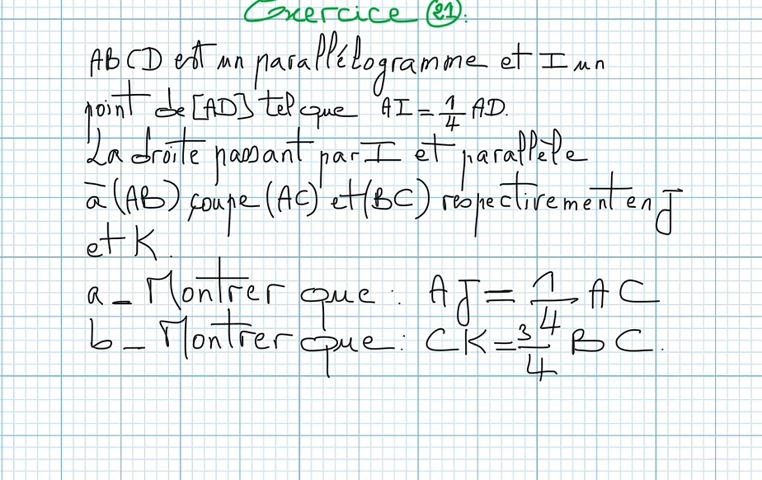 Exercice 21.
ABCD est un parallélogramme et I un
point de [AD] tel que AI = 1/4 AD.
La droite passant par I et parallèle
à (AB) coupe (AC) et (BC) respectivement en J
et K.
a - Montrer que : AJ = 1/4 AC
b - Montrer que : CK = 3/4 BC.